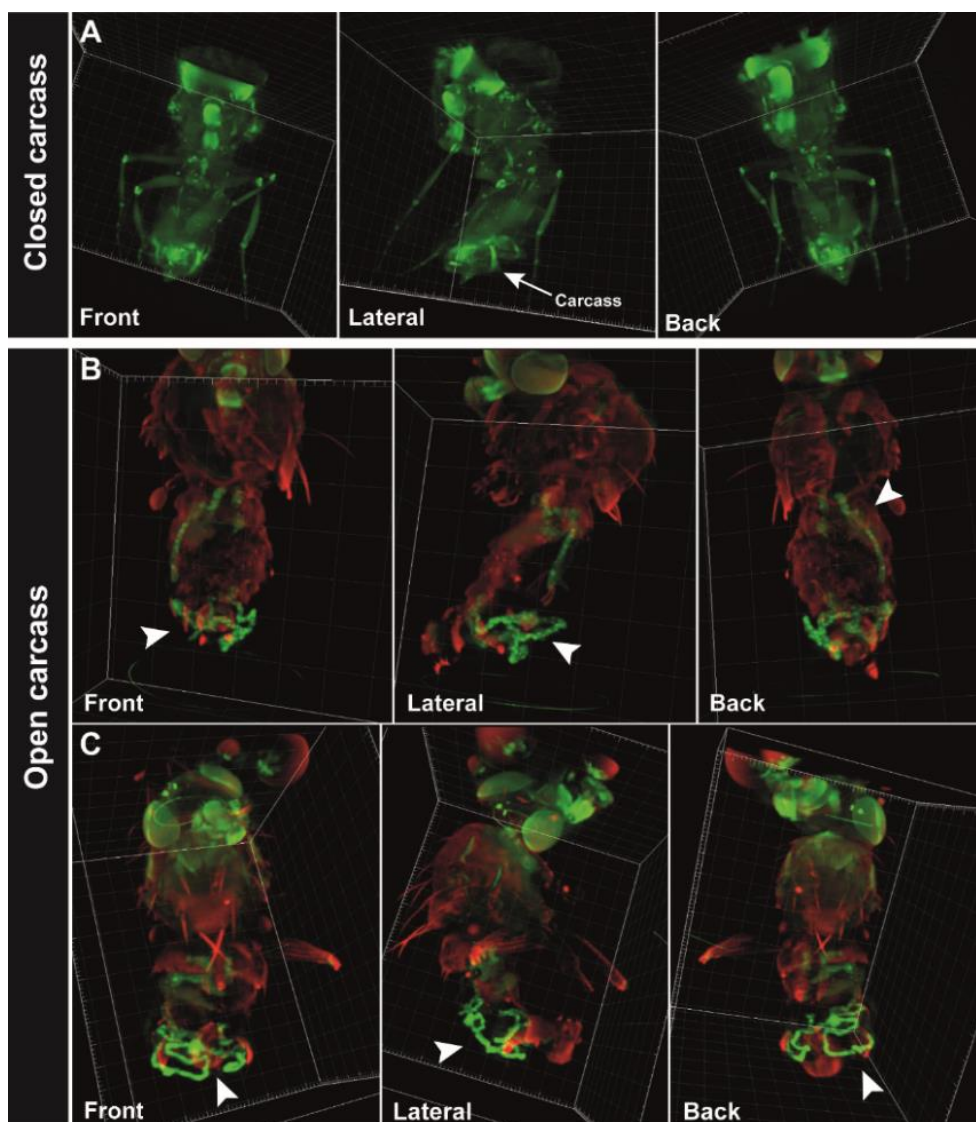 Closed carcass
A
Front
Lateral
Carcass
Back
Open carcass
B
Front
Lateral
Back
C
Front
Lateral
Back